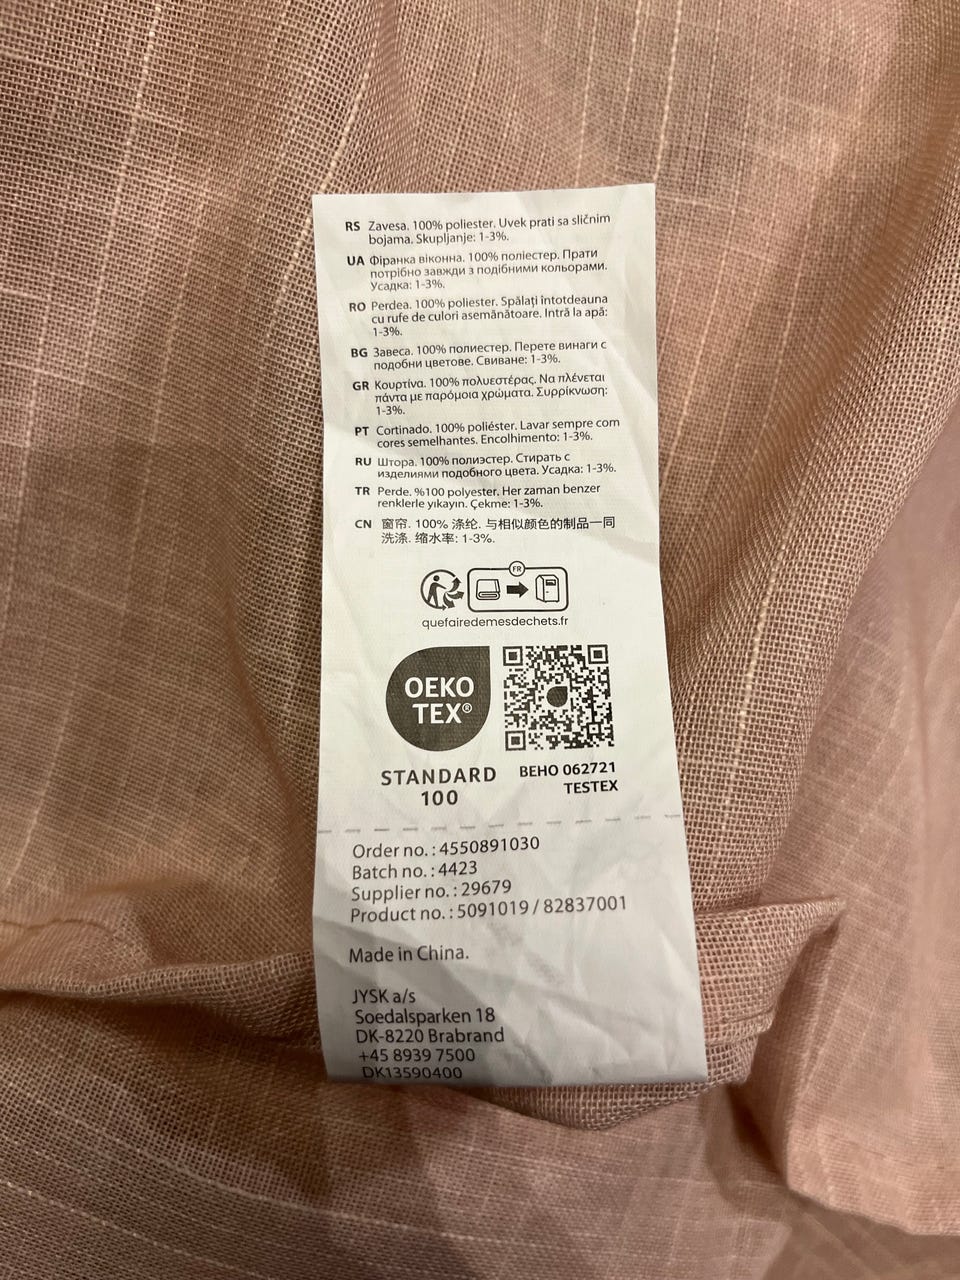 RS Zavesa. 100% poliester. Uvek prati sa sličnim
bojama. Skupljanje: 1-3%.
UA Фіранка віконна. 100% поліестер. Прати
потрібно завжди з подібними кольорами.
Усадка: 1-3%.
RO Perdea. 100% poliester. Spălați întotdeauna
cu rufe de culori asemănătoare. Intră la apă:
1-3%.
BG Завеса. 100% полиестер. Перете винаги с
подобни цветове. Свиване: 1-3%.
GR Κουρτίνα. 100% πολυεστέρας. Να πλένεται
πάντα με παρόμοια χρώματα. Συρρίκνωση:
1-3%.
PT Cortinado. 100% poliéster. Lavar sempre com
cores semelhantes. Encolhimento: 1-3%.
RU Штора. 100% полиэстер. Стирать с
изделиями подобного цвета. Усадка: 1-3%.
TR Perde. %100 polyester. Her zaman benzer
renklerle yıkayın. Çekme: 1-3%.
CN 窗帘. 100% 涤纶. 与相似颜色的制品一同
洗涤. 缩水率: 1-3%.
FR
quefairedemesdechets.fr
OEKO
TEX®
STANDARD
100
BEHO 062721
TESTEX
Order no. : 4550891030
Batch no. : 4423
Supplier no. : 29679
Product no. : 5091019 / 82837001
Made in China.
JYSK a/s
Soedalsparken 18
DK-8220 Brabrand
+45 8939 7500
DK13590400